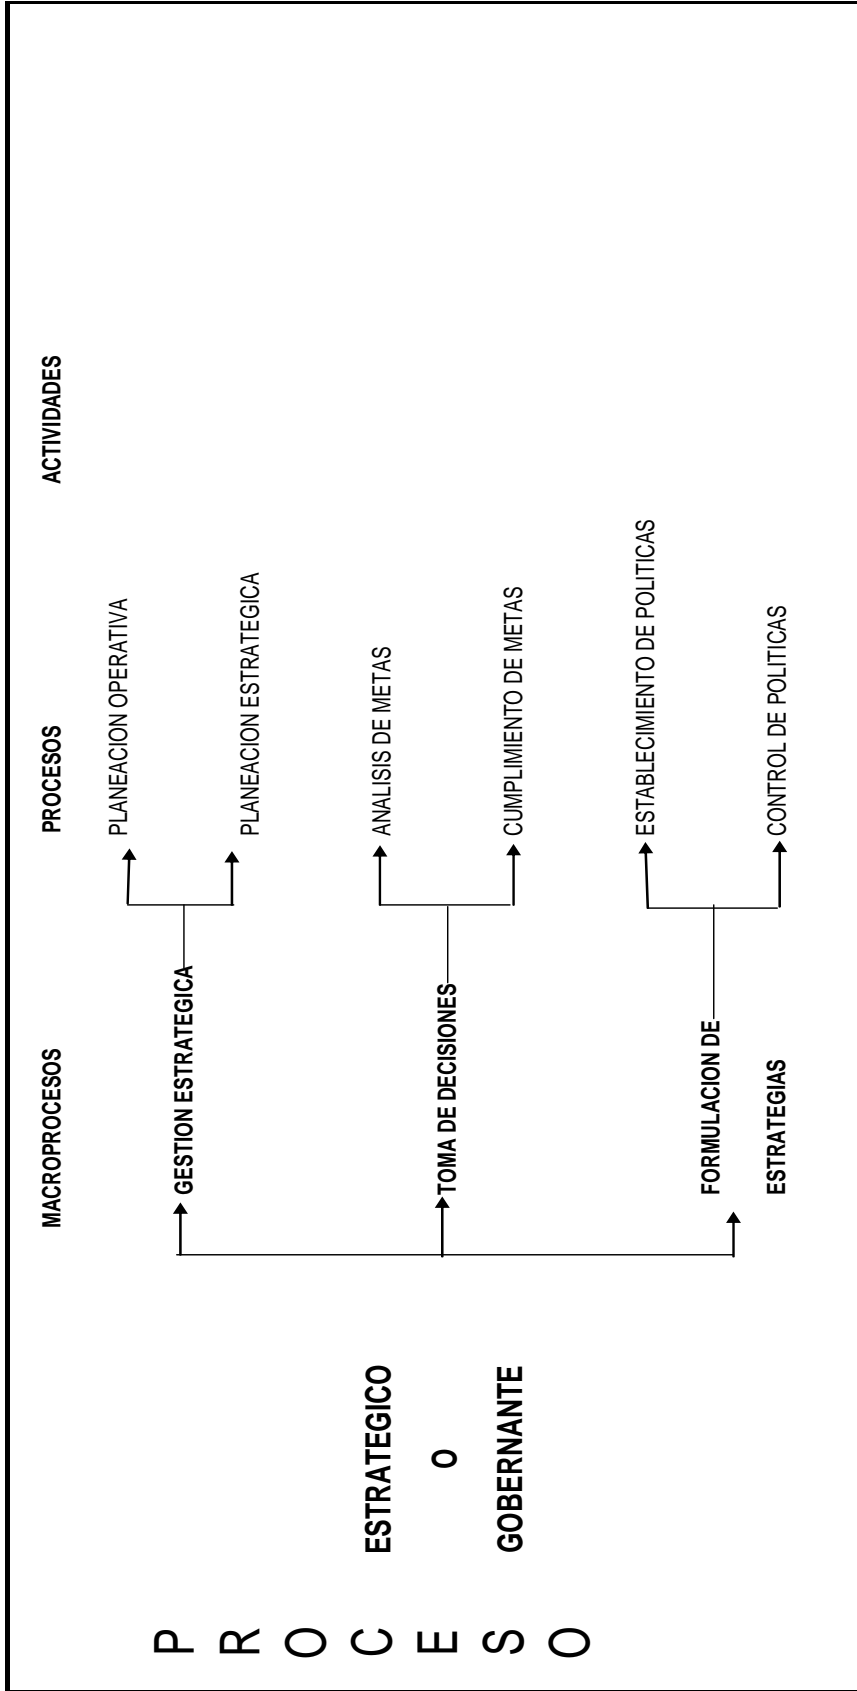 MACROPROCESOS
PROCESOS
ACTIVIDADES
P
R
O
C
E
S
O
ESTRATEGICO
O
GOBERNANTE
GESTION ESTRATEGICA
PLANEACION OPERATIVA
PLANEACION ESTRATEGICA
TOMA DE DECISIONES
ANALISIS DE METAS
CUMPLIMIENTO DE METAS
FORMULACION DE
ESTRATEGIAS
ESTABLECIMIENTO DE POLITICAS
CONTROL DE POLITICAS